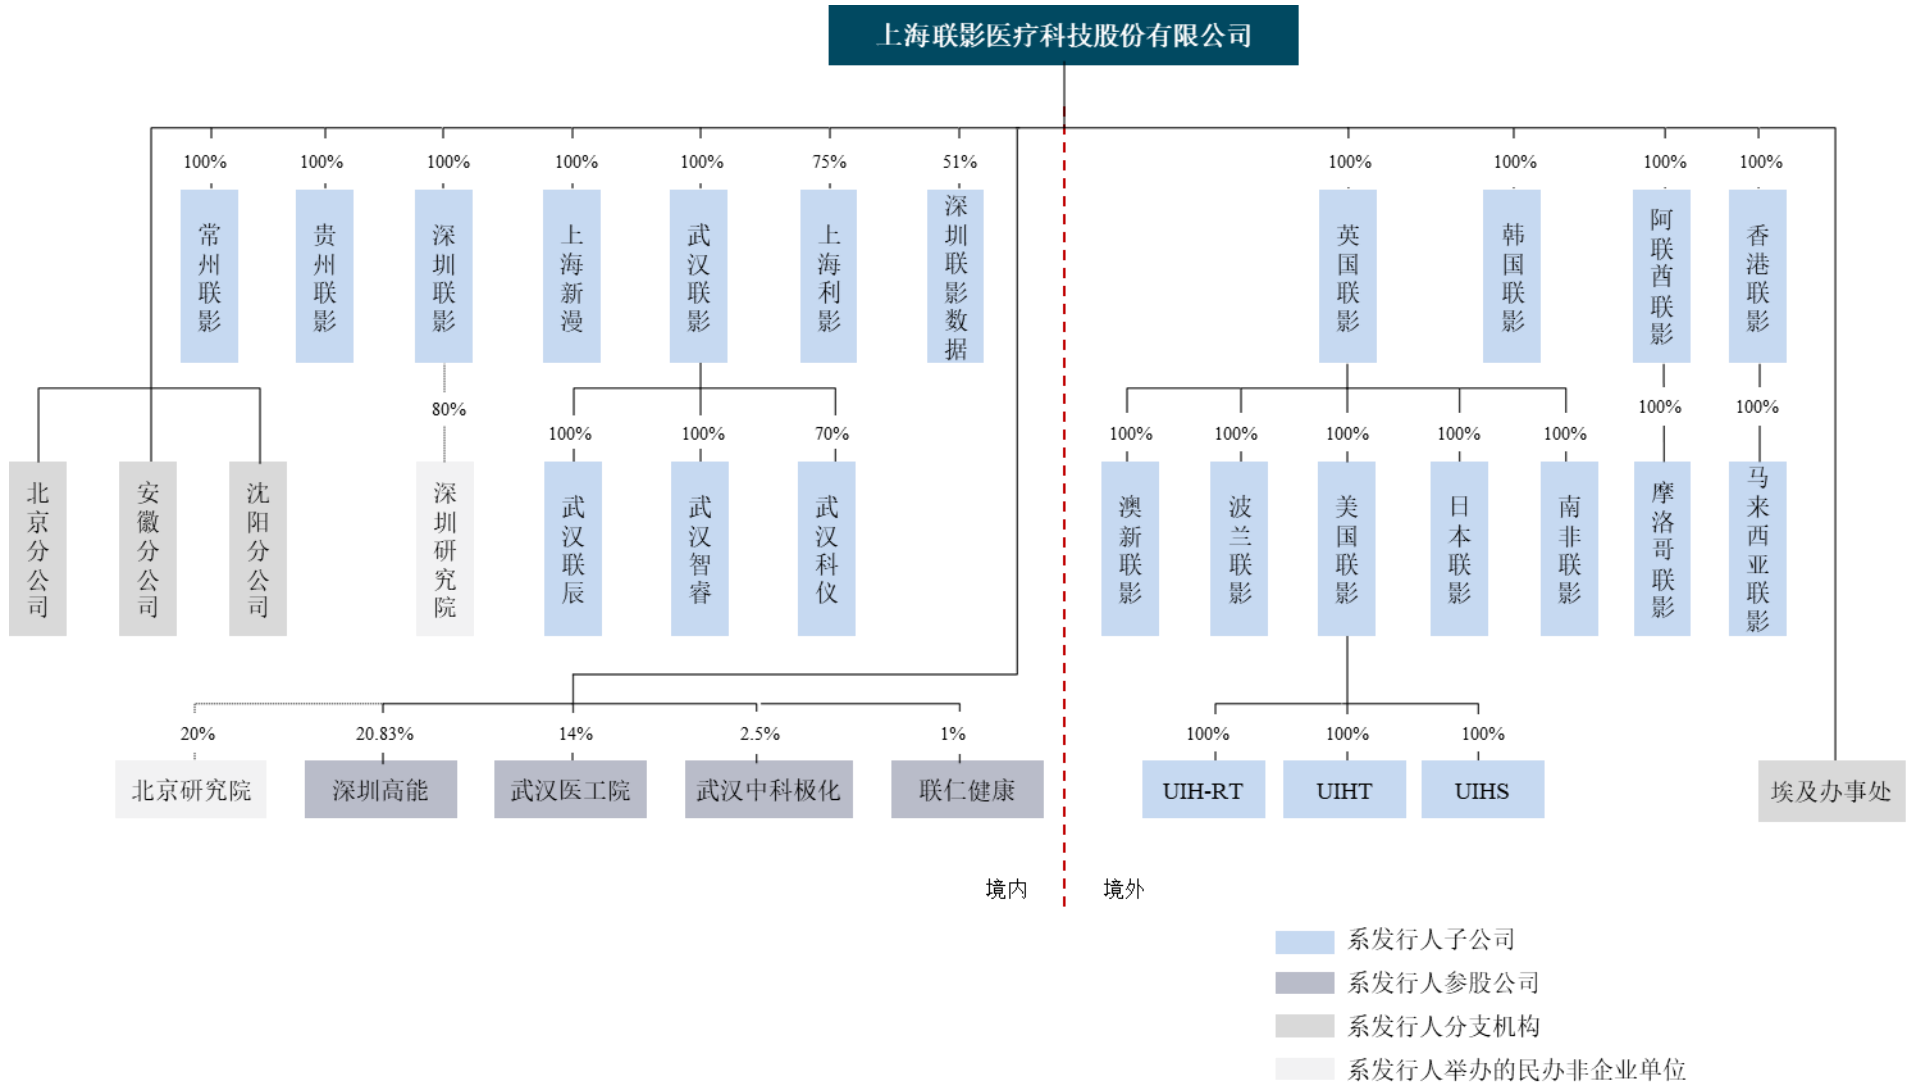 上海联影医疗科技股份有限公司
100%
100%
100%
100%
100%
75%
51%
100%
100%
100%
100%
常州联影
贵州联影
深圳联影
上海新漫
武汉联影
上海利影
深圳联影数据
英国联影
韩国联影
阿联酋联影
香港联影
80%
100%
100%
70%
100%
100%
100%
100%
100%
100%
100%
北京分公司
安徽分公司
沈阳分公司
深圳研究院
武汉联辰
武汉智睿
武汉科仪
澳新联影
波兰联影
美国联影
日本联影
南非联影
摩洛哥联影
马来西亚联影
20%
20.83%
14%
2.5%
1%
100%
100%
100%
北京研究院
深圳高能
武汉医工院
武汉中科极化
联仁健康
UIH-RT
UIHT
UIHS
埃及办事处
境内
境外
系发行人子公司
系发行人参股公司
系发行人分支机构
系发行人举办的民办非企业单位